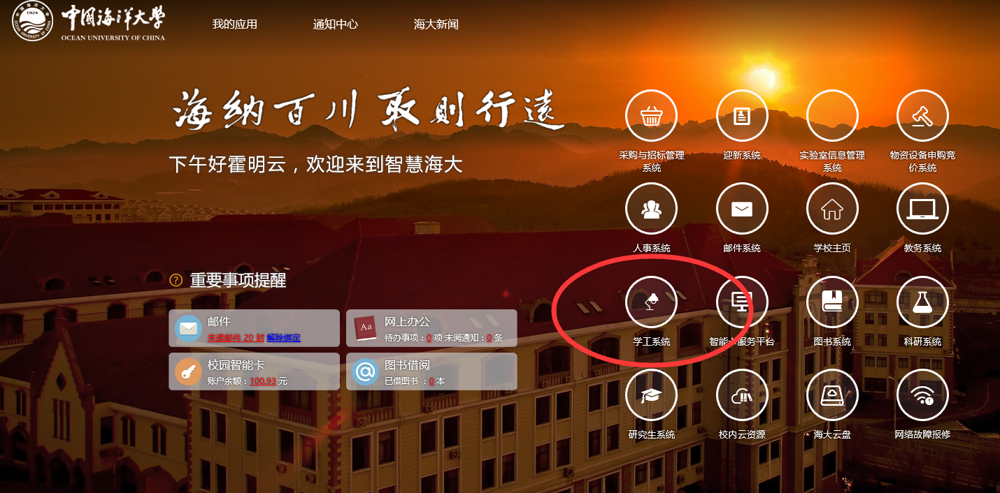 中国海洋大学
1924
OCEAN UNIVERSITY OF CHINA
我的应用
通知中心
海大新闻
海纳百川 取则行远
下午好霍明云，欢迎来到智慧海大
采购与招标管理
系统
迎新系统
实验室信息管理
系统
物资设备申购竞
价系统
人事系统
邮件系统
学校主页
教务系统
? 重要事项提醒
邮件
未读邮件 20 封 解除绑定
Aa
网上办公
待办事项：0 项 未阅通知：0 条
校园智能卡
账户余额：100.93 元
@
图书借阅
已借图书 ：0 本
学工系统
智能卡服务平台
图书系统
科研系统
研究生系统
校内云资源
海大云盘
网络故障报修